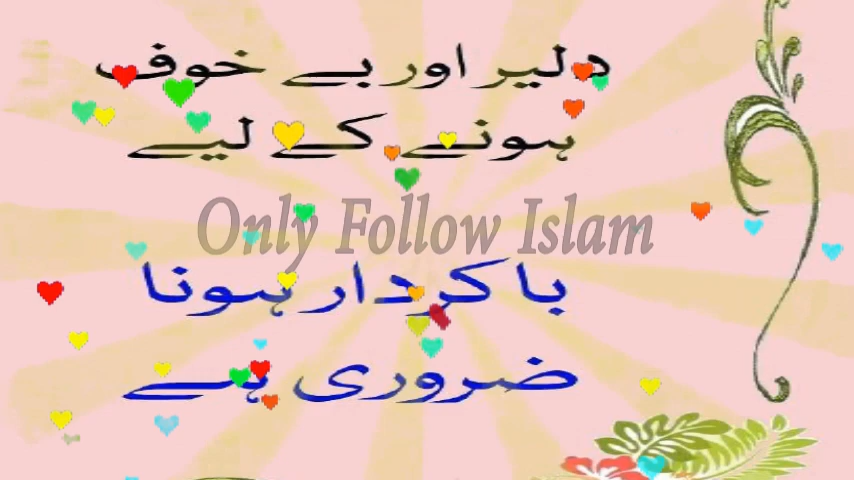 دلیر اور بے خوف
ہونے کے لیے
Only Follow Islam
با کردار ہونا
ضروری ہے